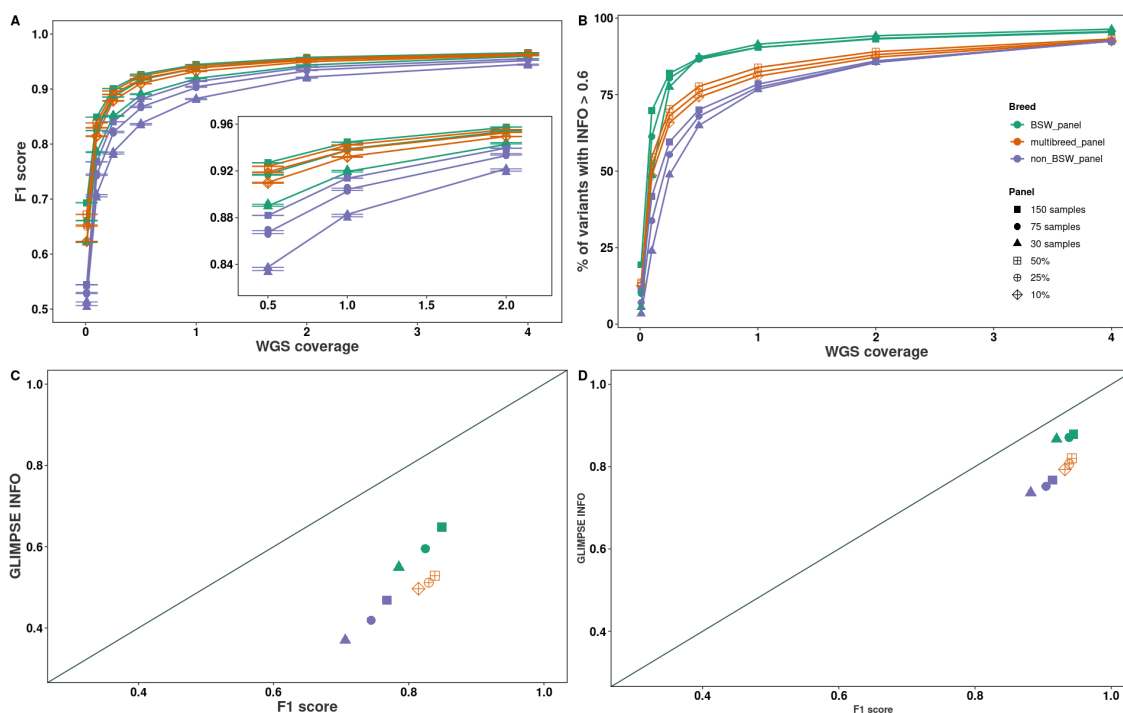 A
1.0
0.9
0.8
0.7
0.6
0.5
F1 score
0.96
0.92
0.88
0.84
0.5
1.0
1.5
2.0
0
1
2
3
4
WGS coverage
B
100
75
50
25
0
% of variants with INFO > 0.6
0
1
2
3
4
WGS coverage
Breed
BSW_panel
multibreed_panel
non_BSW_panel
Panel
150 samples
75 samples
30 samples
50%
25%
10%
C
1.0
0.8
0.6
0.4
GLIMPSE INFO
0.4
0.6
0.8
1.0
F1 score
D
1.0
0.8
0.6
0.4
GLIMPSE INFO
0.4
0.6
0.8
1.0
F1 score